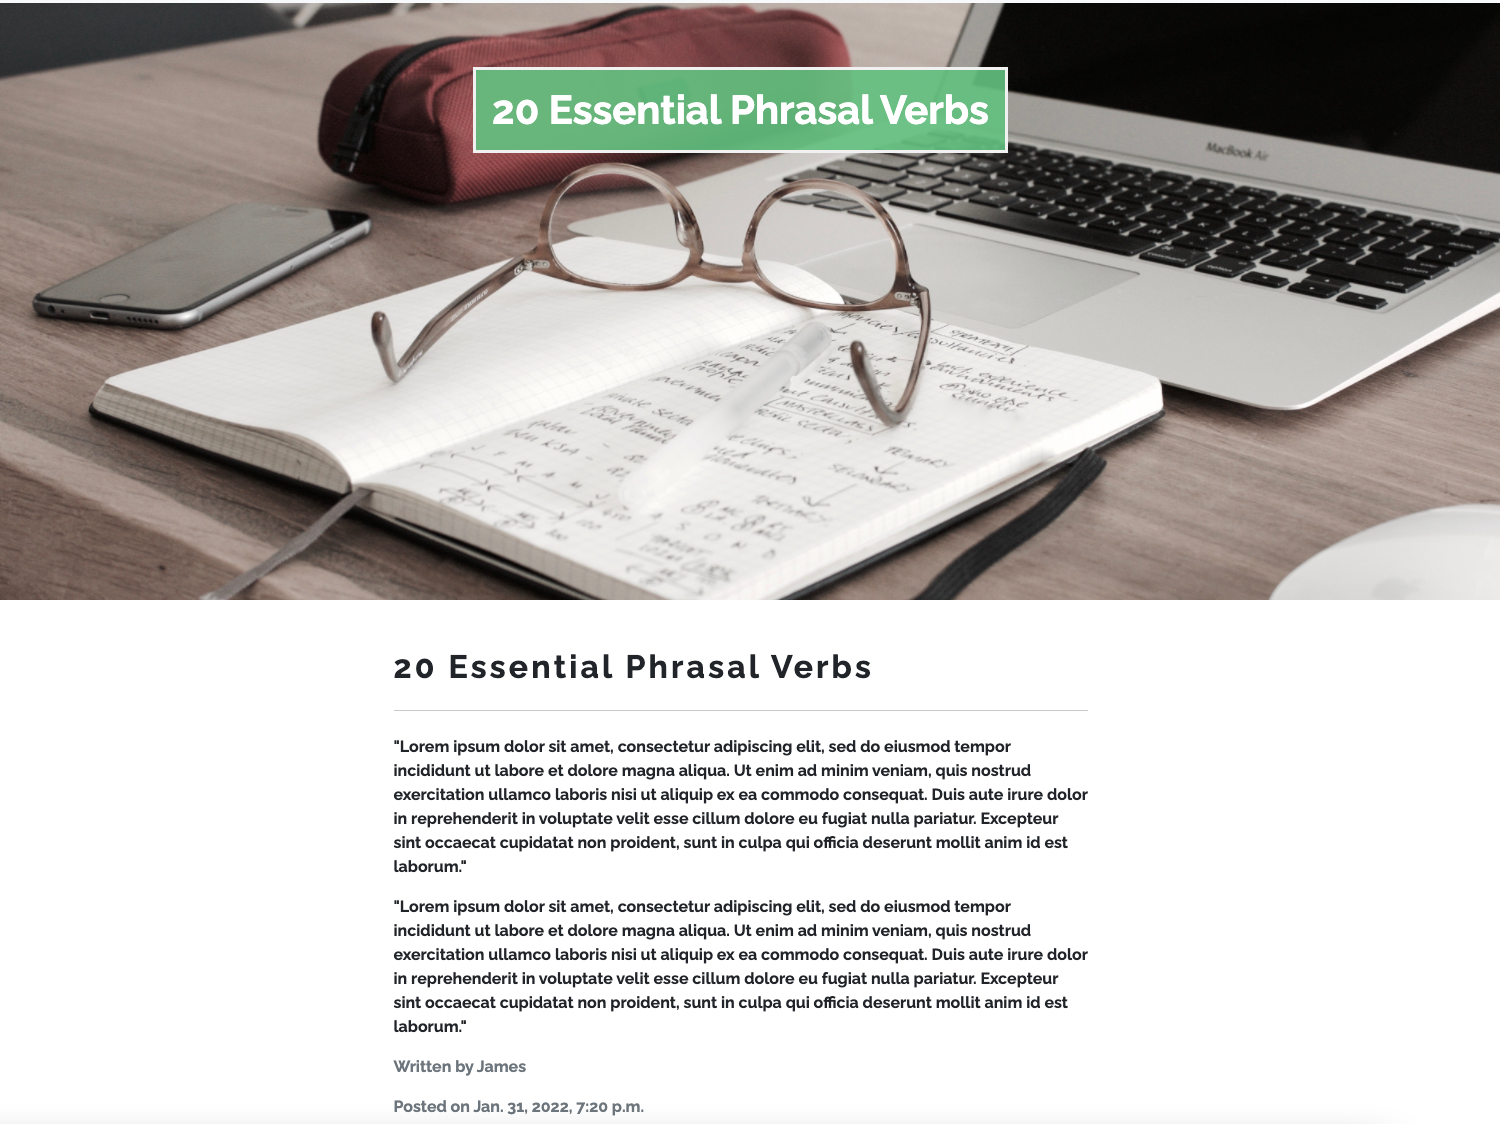 20 Essential Phrasal Verbs
MacBook Air
STRATEGY
TERTIARY
SECONDARY
20 Essential Phrasal Verbs
"Lorem ipsum dolor sit amet, consectetur adipiscing elit, sed do eiusmod tempor
incididunt ut labore et dolore magna aliqua. Ut enim ad minim veniam, quis nostrud
exercitation ullamco laboris nisi ut aliquip ex ea commodo consequat. Duis aute irure dolor
in reprehenderit in voluptate velit esse cillum dolore eu fugiat nulla pariatur. Excepteur
sint occaecat cupidatat non proident, sunt in culpa qui officia deserunt mollit anim id est
laborum."
"Lorem ipsum dolor sit amet, consectetur adipiscing elit, sed do eiusmod tempor
incididunt ut labore et dolore magna aliqua. Ut enim ad minim veniam, quis nostrud
exercitation ullamco laboris nisi ut aliquip ex ea commodo consequat. Duis aute irure dolor
in reprehenderit in voluptate velit esse cillum dolore eu fugiat nulla pariatur. Excepteur
sint occaecat cupidatat non proident, sunt in culpa qui officia deserunt mollit anim id est
laborum."
Written by James
Posted on Jan. 31, 2022, 7:20 p.m.